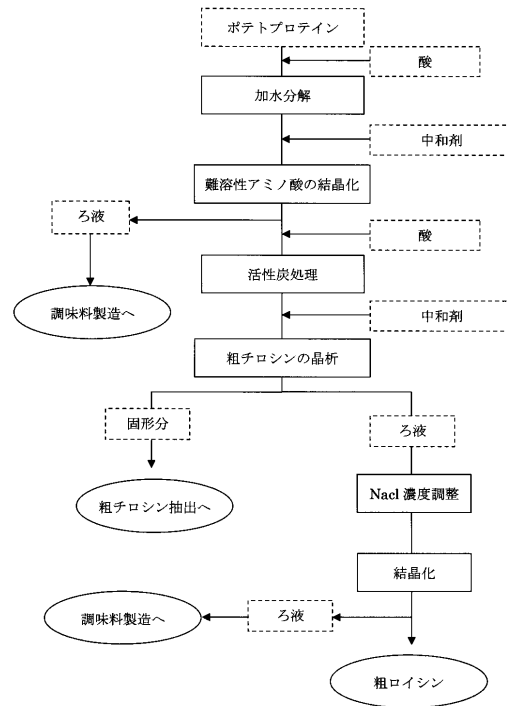 ポテトプロテイン
酸
加水分解
中和剤
難溶性アミノ酸の結晶化
ろ液
酸
活性炭処理
調味料製造へ
中和剤
粗チロシンの晶析
固形分
ろ液
粗チロシン抽出へ
Nacl 濃度調整
結晶化
調味料製造へ
ろ液
粗ロイシン